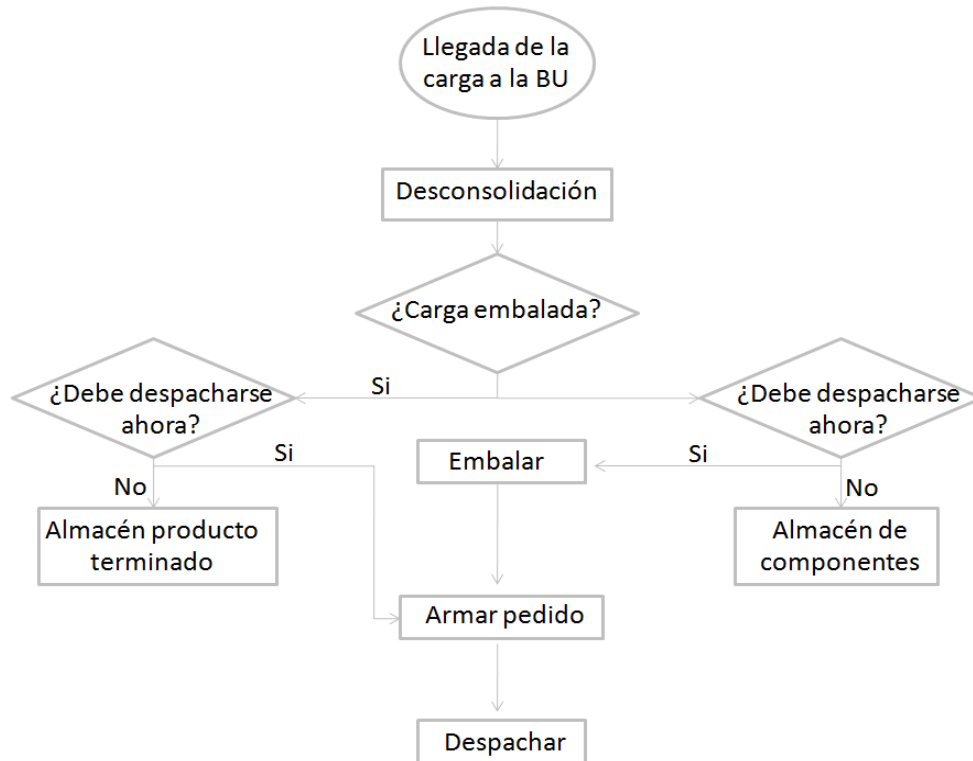 Llegada de la
carga a la BU
Desconsolidación
¿Carga embalada?
Si
¿Debe despacharse
ahora?
¿Debe despacharse
ahora?
Si
Embalar
Si
No
No
Almacén producto
terminado
Almacén de
componentes
Armar pedido
Despachar